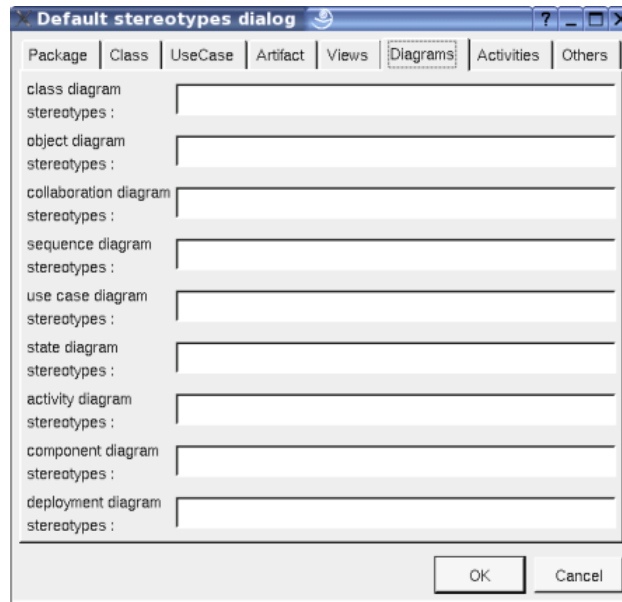 Default stereotypes dialog
Package Class UseCase Artifact Views Diagrams Activities Others
class diagram
stereotypes :
object diagram
stereotypes :
collaboration diagram
stereotypes :
sequence diagram
stereotypes :
use case diagram
stereotypes :
state diagram
stereotypes :
activity diagram
stereotypes :
component diagram
stereotypes :
deployment diagram
stereotypes :
OK Cancel